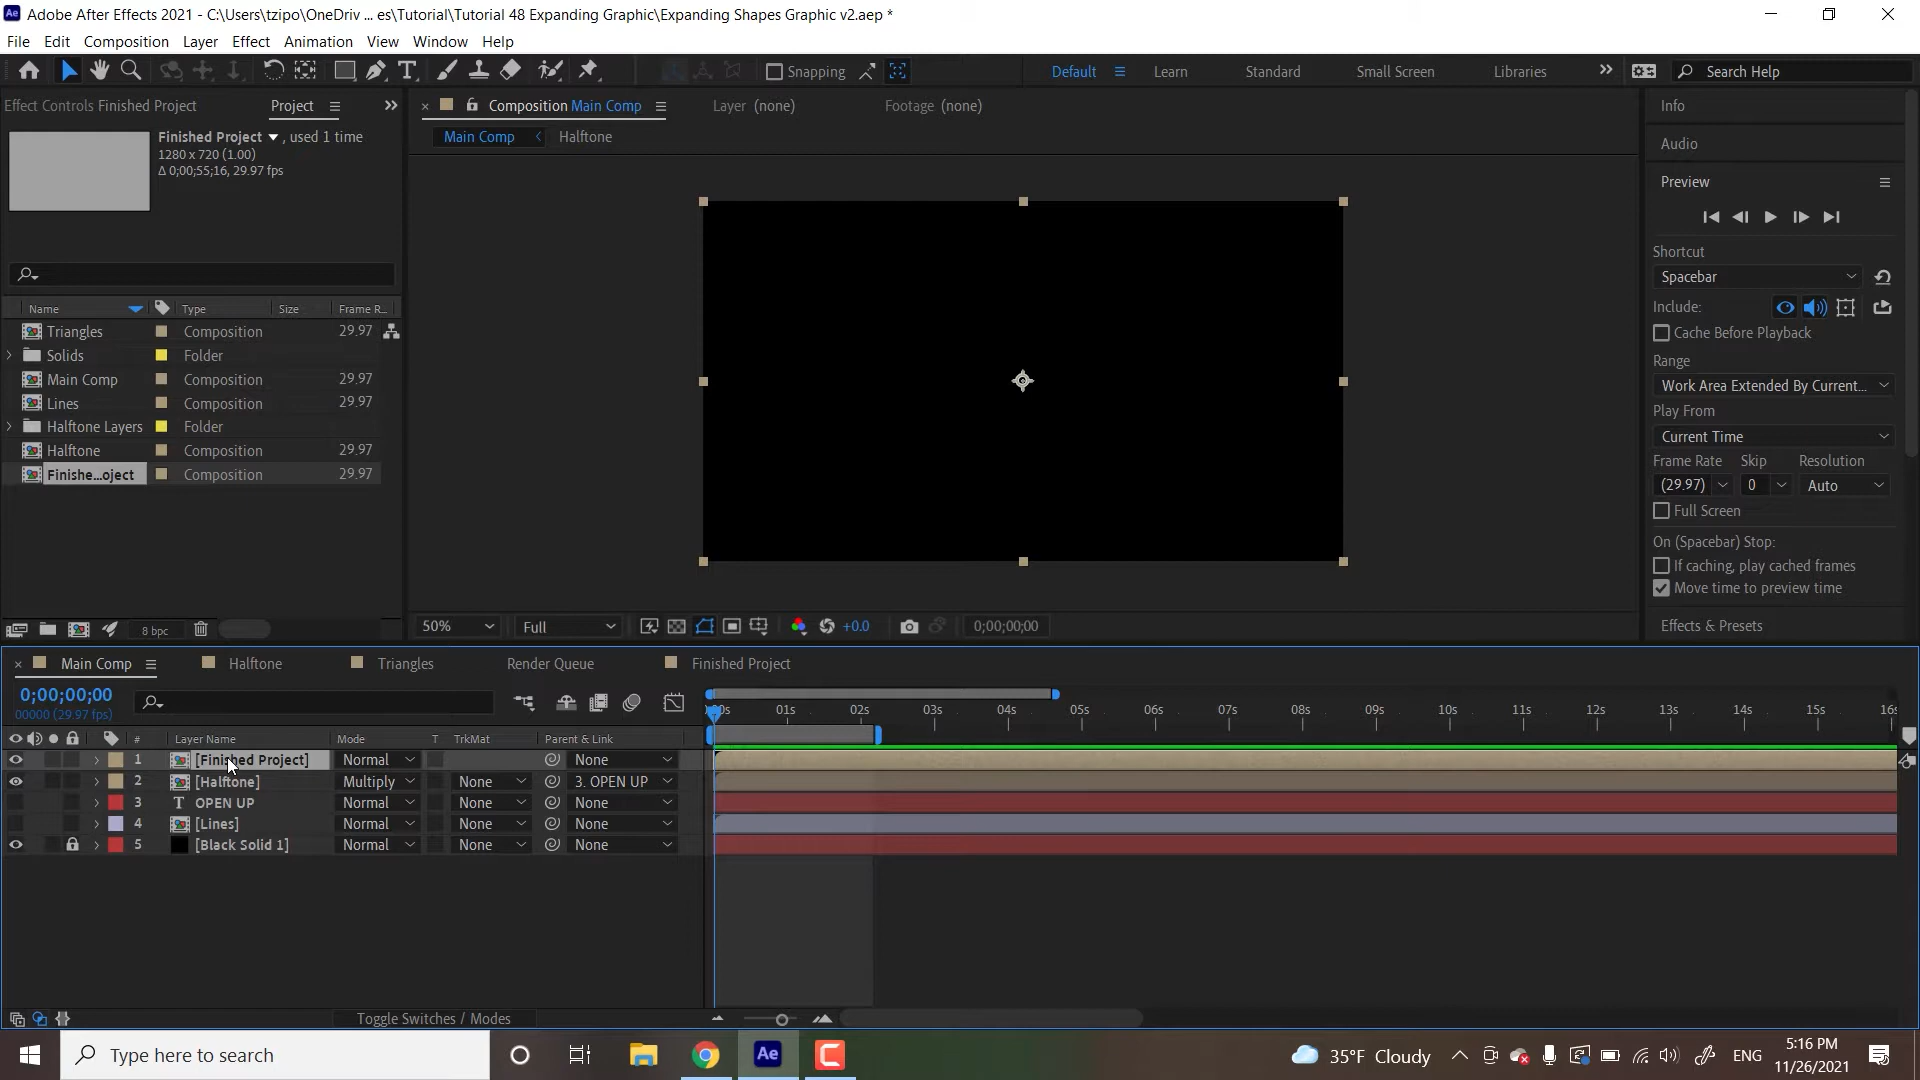 Adobe After Effects 2021 - C:\Users\tzipo\OneDriv ... es\Tutorial\Tutorial 48 Expanding Graphic\Expanding Shapes Graphic v2.aep *
File Edit Composition Layer Effect Animation View Window Help
Snapping Default Learn Standard Small Screen Libraries Search Help
Effect Controls Finished Project Project
Finished Project , used 1 time
1280 x 720 (1.00)
Δ 0;00;55;16, 29.97 fps
Name Type Size Frame R...
Triangles Composition 29.97
Solids Folder
Main Comp Composition 29.97
Lines Composition 29.97
Halftone Layers Folder
Halftone Composition 29.97
Finishe...oject Composition 29.97
8 bpc
Composition Main Comp Layer (none) Footage (none)
Main Comp Halftone
50% Full +0.0 0;00;00;00
Info
Audio
Preview
Shortcut
Spacebar
Include:
Cache Before Playback
Range
Work Area Extended By Current...
Play From
Current Time
Frame Rate Skip Resolution
(29.97) 0 Auto
Full Screen
On (Spacebar) Stop:
If caching, play cached frames
Move time to preview time
Effects & Presets
Main Comp Halftone Triangles Render Queue Finished Project
0;00;00;00
00000 (29.97 fps)
01s 02s 03s 04s 05s 06s 07s 08s 09s 10s 11s 12s 13s 14s 15s 16s
# Layer Name Mode T TrkMat Parent & Link
1 [Finished Project] Normal None
2 [Halftone] Multiply None 3. OPEN UP
3 T OPEN UP Normal None None
4 [Lines] Normal None None
5 [Black Solid 1] Normal None None
Toggle Switches / Modes
Type here to search
35°F Cloudy
ENG
5:16 PM
11/26/2021